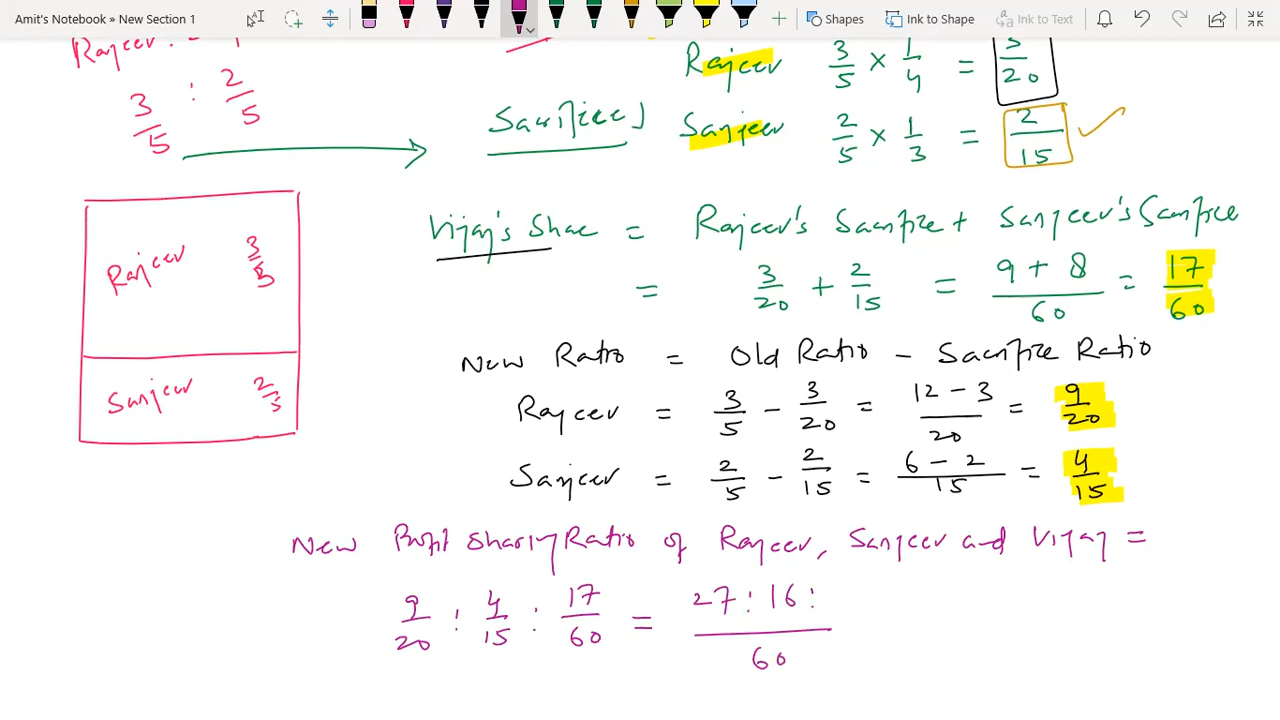 Amit's Notebook » New Section 1
Shapes Ink to Shape Ink to Text
Rajeev
3/5 : 2/5
Rajeev 3/5 × 1/4 = 3/20
Sacrificed Sanjeev 2/5 × 1/3 = 2/15
Rajeev 3/5
Sanjeev 2/5
Vijay's Share = Rajeev's Sacrifice + Sanjeev's Sacrifice
= 3/20 + 2/15 = 9 + 8/60 = 17/60
New Ratio = Old Ratio - Sacrifice Ratio
Rajeev = 3/5 - 3/20 = 12 - 3/20 = 9/20
Sanjeev = 2/5 - 2/15 = 6 - 2/15 = 4/15
New Profit Sharing Ratio of Rajeev, Sanjeev and Vijay =
9/20 : 4/15 : 17/60 = 27 : 16 : /60